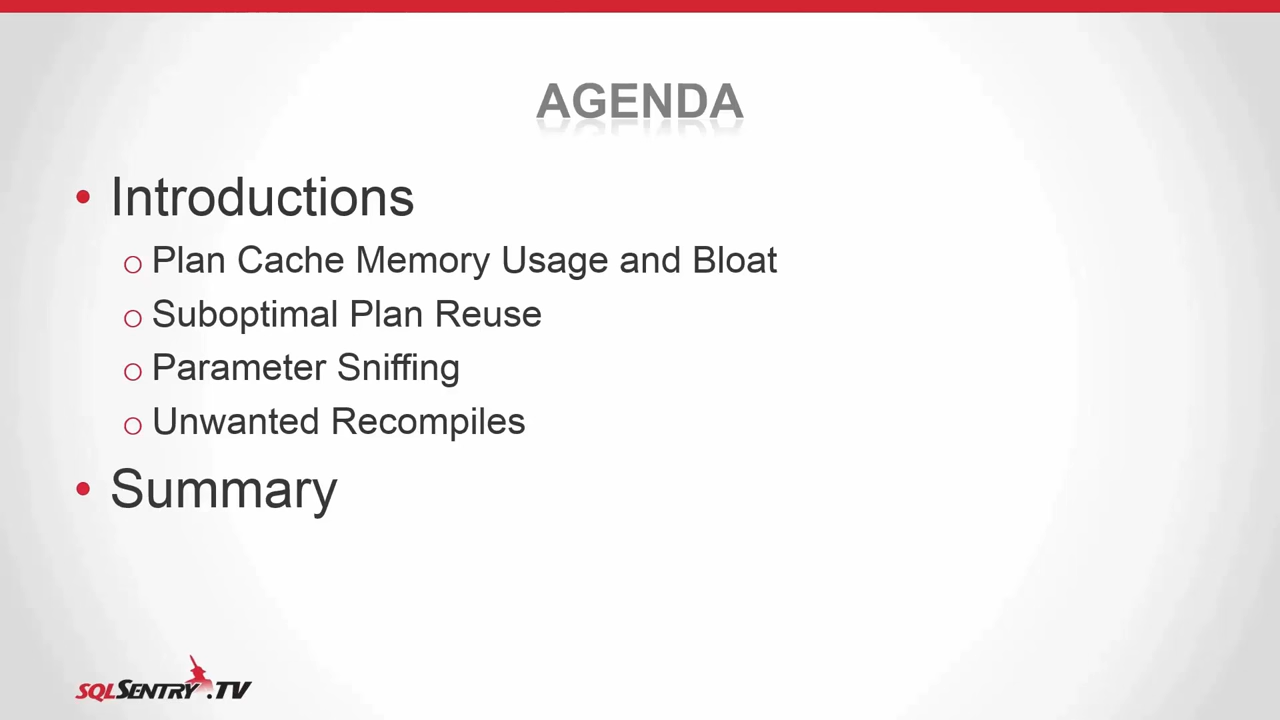 AGENDA
• Introductions
o Plan Cache Memory Usage and Bloat
o Suboptimal Plan Reuse
o Parameter Sniffing
o Unwanted Recompiles
• Summary
SQLSENTRY.TV